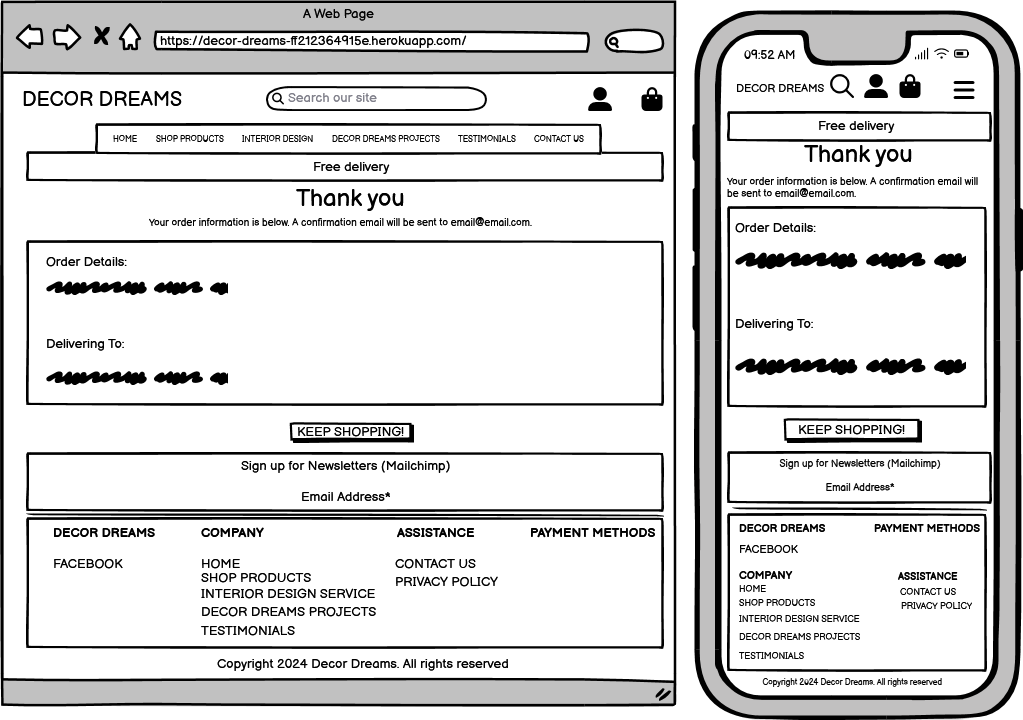 A Web Page
https://decor-dreams-ff212364915e.herokuapp.com/
DECOR DREAMS
Search our site
HOME SHOP PRODUCTS INTERIOR DESIGN DECOR DREAMS PROJECTS TESTIMONIALS CONTACT US
Free delivery
Thank you
Your order information is below. A confirmation email will be sent to email@email.com.
Order Details:
Delivering To:
KEEP SHOPPING!
Sign up for Newsletters (Mailchimp)
Email Address*
DECOR DREAMS COMPANY ASSISTANCE PAYMENT METHODS
FACEBOOK HOME CONTACT US
SHOP PRODUCTS PRIVACY POLICY
INTERIOR DESIGN SERVICE
DECOR DREAMS PROJECTS
TESTIMONIALS
Copyright 2024 Decor Dreams. All rights reserved
09:52 AM
DECOR DREAMS
Free delivery
Thank you
Your order information is below. A confirmation email will
be sent to email@email.com.
Order Details:
Delivering To:
KEEP SHOPPING!
Sign up for Newsletters (Mailchimp)
Email Address*
DECOR DREAMS PAYMENT METHODS
FACEBOOK
COMPANY ASSISTANCE
HOME CONTACT US
SHOP PRODUCTS PRIVACY POLICY
INTERIOR DESIGN SERVICE
DECOR DREAMS PROJECTS
TESTIMONIALS
Copyright 2024 Decor Dreams. All rights reserved